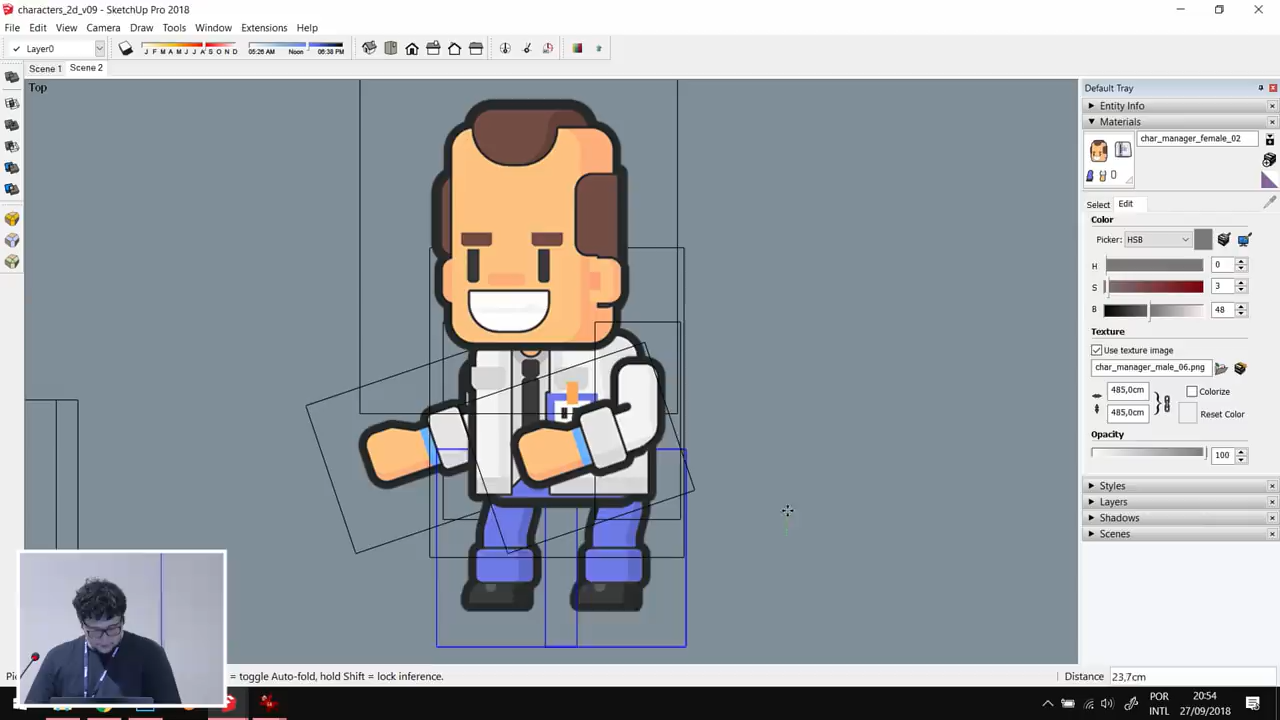 characters_2d_v09 - SketchUp Pro 2018
File Edit View Camera Draw Tools Window Extensions Help
Layer0
J F M A M J J A S O N D
05:26 AM Noon 06:38 PM
Scene 1 Scene 2
Top
Default Tray
Entity Info
Materials
char_manager_female_02
Select Edit
Color
Picker: HSB
H 0
S 3
B 48
Texture
Use texture image
char_manager_male_06.png
485,0cm Colorize
485,0cm Reset Color
Opacity
100
Styles
Layers
Shadows
Scenes
= toggle Auto-fold, hold Shift = lock inference.
Distance 23,7cm
POR
INTL
20:54
27/09/2018